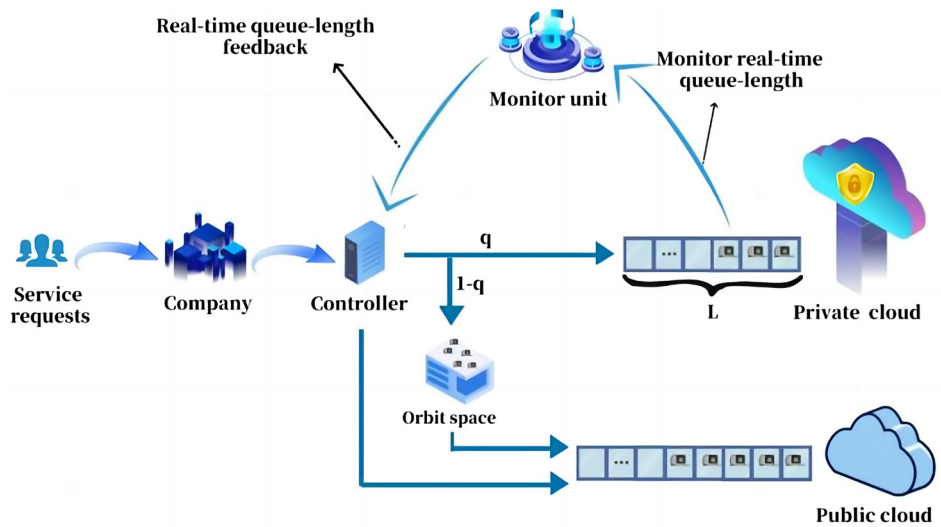 Real-time queue-length
feedback
Monitor unit
Monitor real-time
queue-length
Service
requests
Company
Controller
q
1-q
L
Private cloud
Orbit space
Public cloud